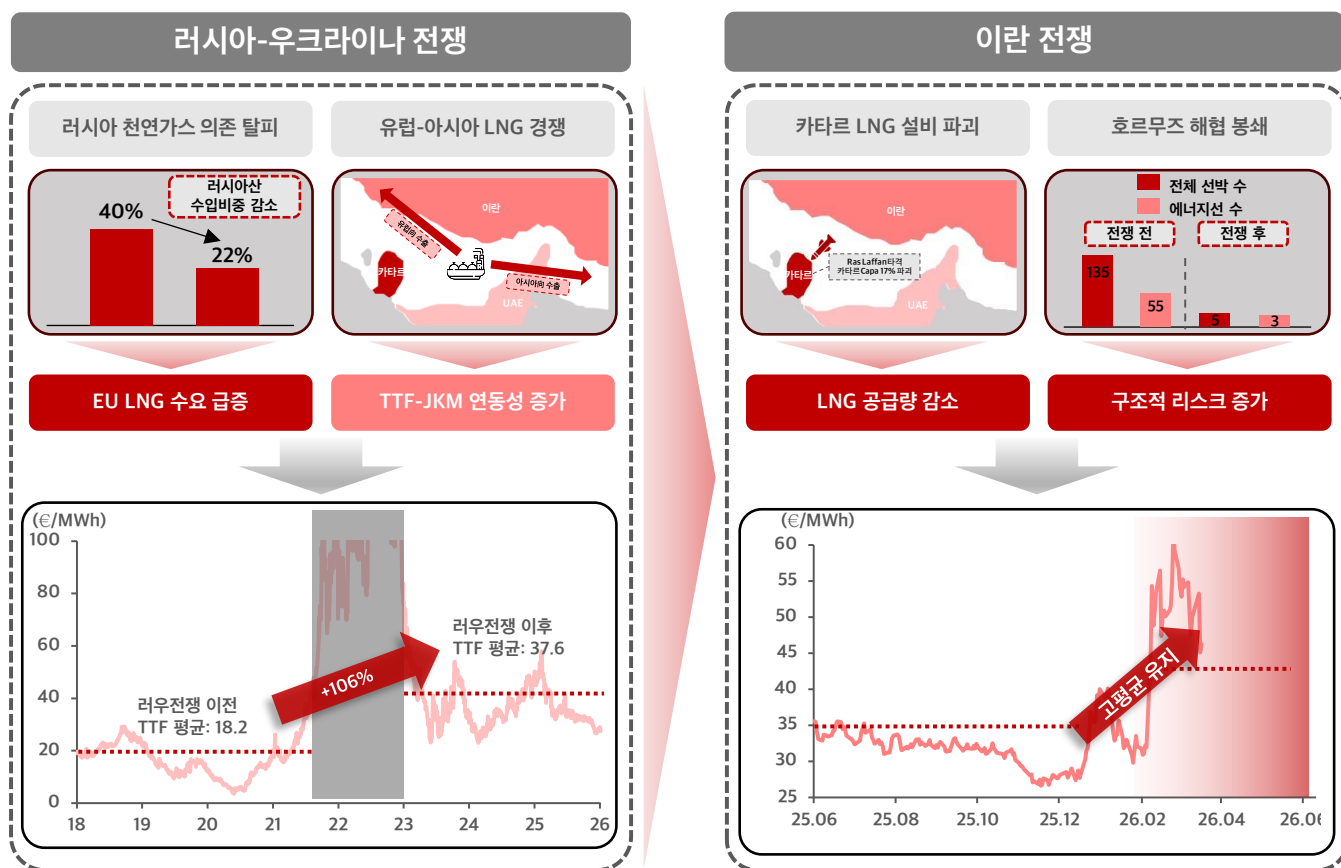 러시아-우크라이나 전쟁
러시아 천연가스 의존 탈피
유럽-아시아 LNG 경쟁
러시아산
수입비중 감소
40%
22%
이란
유럽向 수출
카타르
아시아向 수출
UAE
EU LNG 수요 급증
TTF-JKM 연동성 증가
(€/MWh)
100
80
60
40
20
0
18
19
20
21
22
23
24
25
26
러우전쟁 이전
TTF 평균: 18.2
+106%
러우전쟁 이후
TTF 평균: 37.6
이란 전쟁
카타르 LNG 설비 파괴
호르무즈 해협 봉쇄
이란
카타르
Ras Laffan타격
카타르Capa 17% 파괴
UAE
전체 선박 수
에너지선 수
전쟁 전
전쟁 후
135
55
5
3
LNG 공급량 감소
구조적 리스크 증가
(€/MWh)
60
55
50
45
40
35
30
25
25.06
25.08
25.10
25.12
26.02
26.04
26.06
고평균 유지